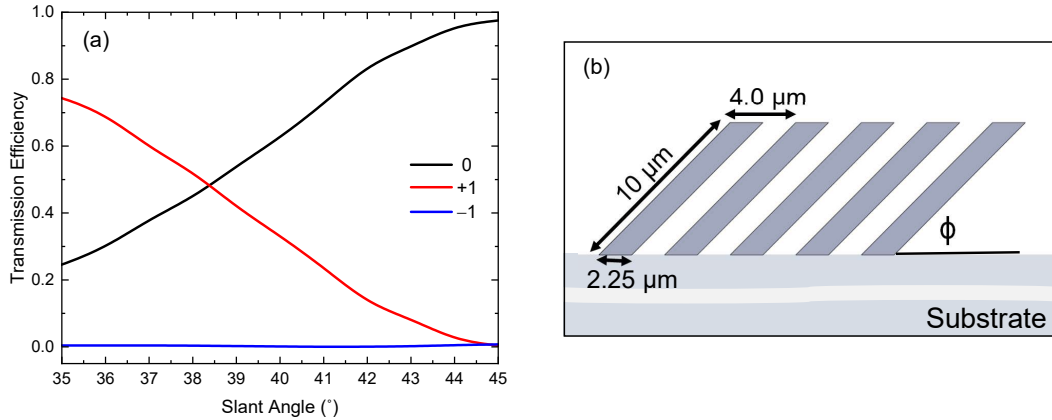 (a)
1.0
0.8
0.6
0.4
0.2
0.0
Transmission Efficiency
0
+1
−1
35 36 37 38 39 40 41 42 43 44 45
Slant Angle (°)
(b)
4.0 μm
10 μm
2.25 μm
ϕ
Substrate